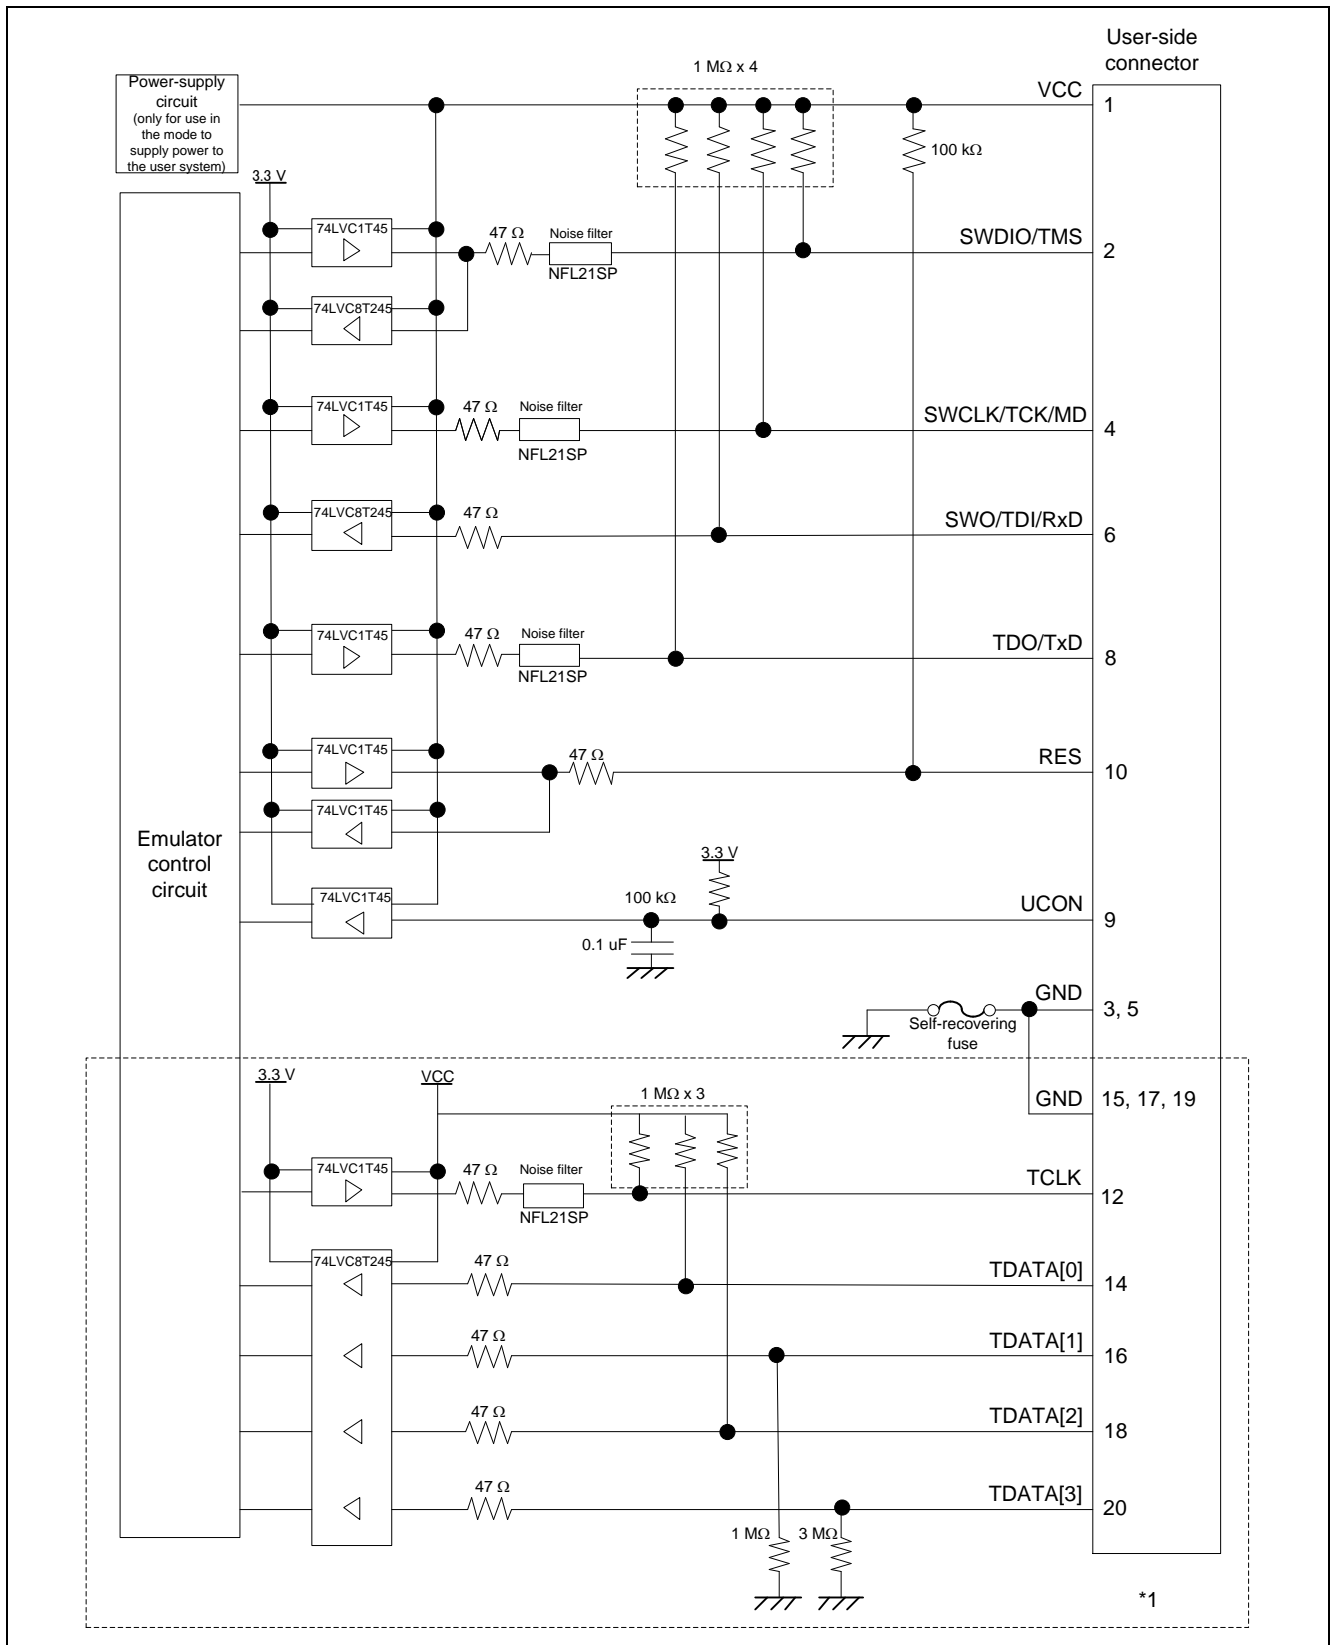 User-side
connector
Power-supply
circuit
(only for use in
the mode to
supply power to
the user system)
1 MΩ x 4
VCC
1
100 kΩ
3.3 V
74LVC1T45
47 Ω
Noise filter
NFL21SP
SWDIO/TMS
2
74LVC8T245
74LVC1T45
47 Ω
Noise filter
NFL21SP
SWCLK/TCK/MD
4
74LVC8T245
47 Ω
SWO/TDI/RxD
6
74LVC1T45
47 Ω
Noise filter
NFL21SP
TDO/TxD
8
74LVC1T45
47 Ω
RES
10
74LVC1T45
Emulator
control
circuit
3.3 V
74LVC1T45
100 kΩ
0.1 uF
UCON
9
GND
3, 5
Self-recovering
fuse
3.3 V
VCC
1 MΩ x 3
GND
15, 17, 19
74LVC1T45
47 Ω
Noise filter
NFL21SP
TCLK
12
74LVC8T245
47 Ω
TDATA[0]
14
47 Ω
TDATA[1]
16
47 Ω
TDATA[2]
18
47 Ω
TDATA[3]
20
1 MΩ
3 MΩ
*1